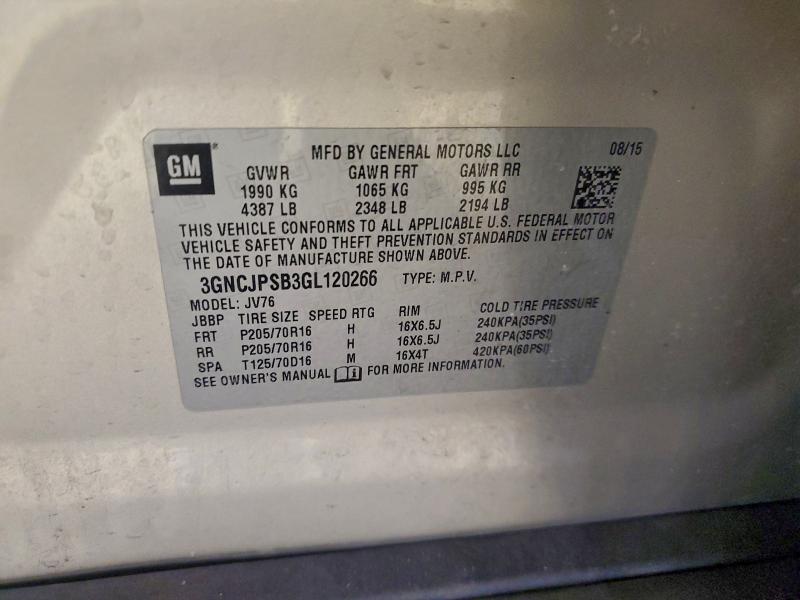 GM
MFD BY GENERAL MOTORS LLC 08/15
GVWR GAWR FRT GAWR RR
1990 KG 1065 KG 995 KG
4387 LB 2348 LB 2194 LB
THIS VEHICLE CONFORMS TO ALL APPLICABLE U.S. FEDERAL MOTOR
VEHICLE SAFETY AND THEFT PREVENTION STANDARDS IN EFFECT ON
THE DATE OF MANUFACTURE SHOWN ABOVE.
3GNCJPSB3GL120266 TYPE: M.P.V.
MODEL: JV76
JBBP TIRE SIZE SPEED RTG RIM COLD TIRE PRESSURE
FRT P205/70R16 H 16X6.5J 240KPA(35PSI)
RR P205/70R16 H 16X6.5J 240KPA(35PSI)
SPA T125/70D16 M 16X4T 420KPA(60PSI)
SEE OWNER'S MANUAL FOR MORE INFORMATION.